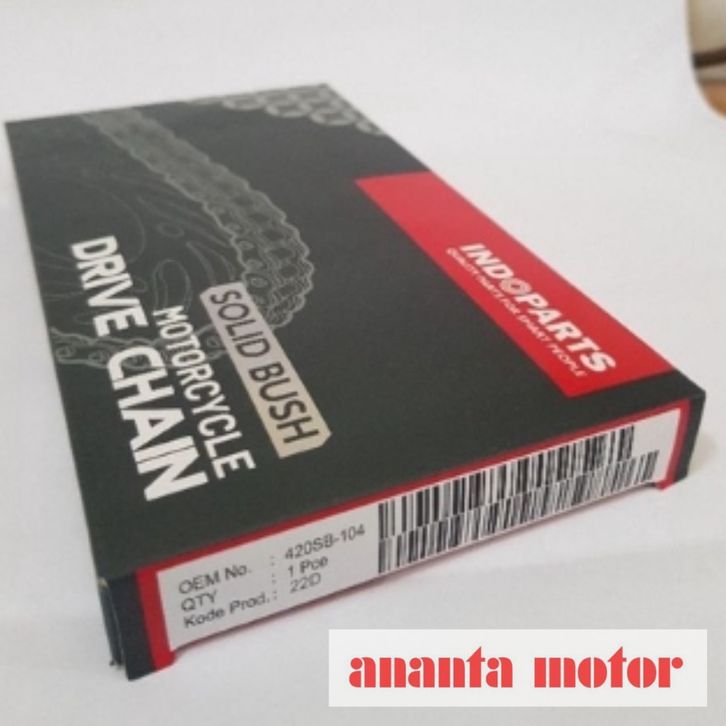 INDOPARTS
QUALITY PARTS FOR SMART PEOPLE
SOLID BUSH
MOTORCYCLE
DRIVE CHAIN
OEM No. : 420SB-104
QTY : 1 Pce
Kode Prod. : 22D
ananta motor